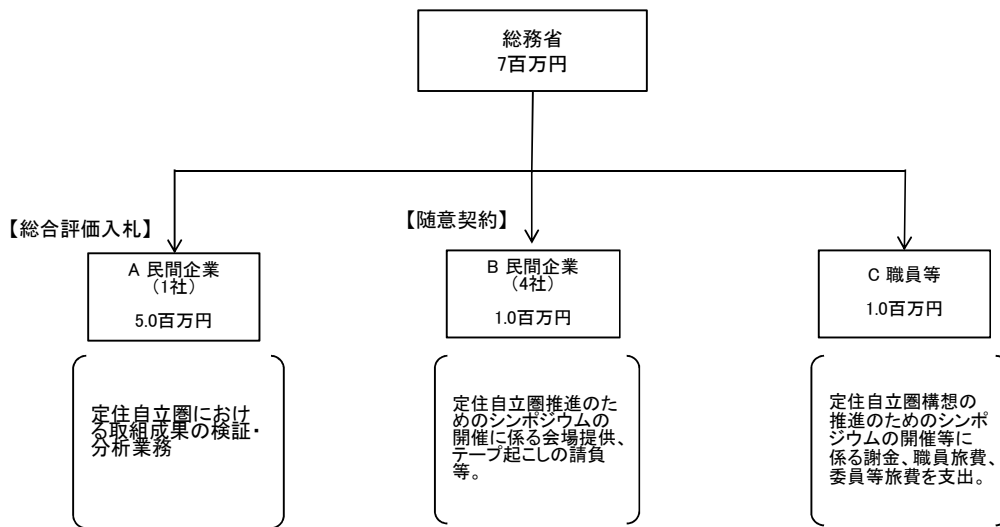 総務省
7百万円
【総合評価入札】
【随意契約】
A 民間企業
（1社）
5.0百万円
B 民間企業
（4社）
1.0百万円
C 職員等
1.0百万円
定住自立圏におけ
る取組成果の検証・
分析業務
定住自立圏推進のた
めのシンポジウムの
開催に係る会場提供、
テープ起こしの請負
等。
定住自立圏構想の
推進のためのシンポ
ジウムの開催等に
係る謝金、職員旅費、
委員等旅費を支出。